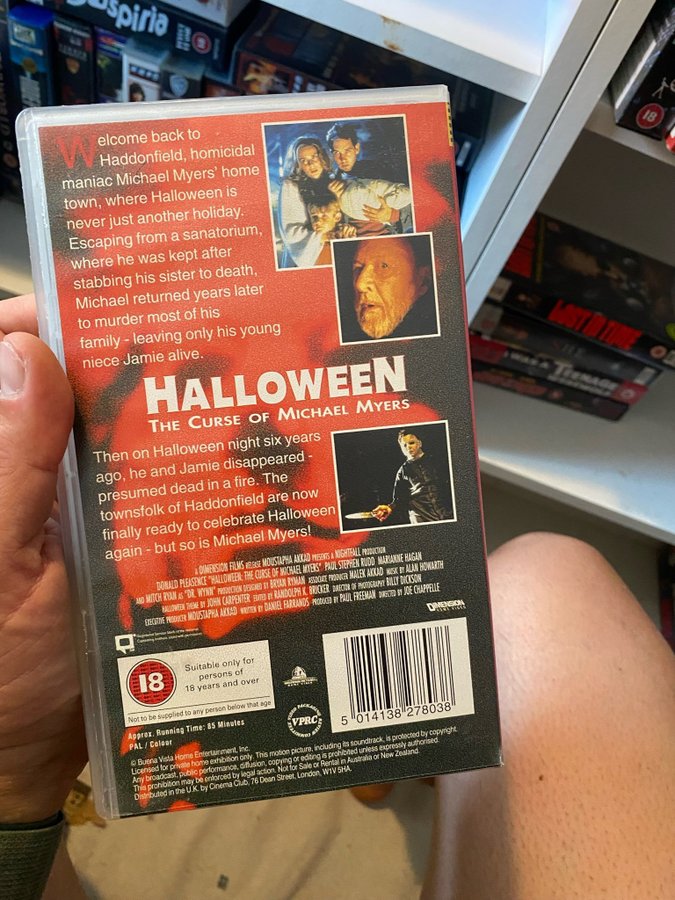 Suspiria
18
18
Welcome back to
Haddonfield, homicidal
maniac Michael Myers' home
town, where Halloween is
never just another holiday.
Escaping from a sanatorium,
where he was kept after
stabbing his sister to death,
Michael returned years later
to murder most of his
family - leaving only his young
niece Jamie alive.
HALLOWEEN
THE CURSE OF MICHAEL MYERS
Then on Halloween night six years
ago, he and Jamie disappeared -
presumed dead in a fire. The
townsfolk of Haddonfield are now
finally ready to celebrate Halloween
again - but so is Michael Myers!
A DIMENSION FILMS RELEASE MOUSTAPHA AKKAD PRESENTS A NIGHTFALL PRODUCTION
DONALD PLEASENCE "HALLOWEEN: THE CURSE OF MICHAEL MYERS" PAUL STEPHEN RUDD MARIANNE HAGAN
AND MITCH RYAN AS "DR. WYNN" PRODUCTION DESIGNED BY BRYAN RYMAN ASSOCIATE PRODUCER MALEK AKKAD MUSIC BY ALAN HOWARTH
HALLOWEEN THEME BY JOHN CARPENTER EDITED BY RANDOLPH K. BRICKER DIRECTOR OF PHOTOGRAPHY BILLY DICKSON
EXECUTIVE PRODUCER MOUSTAPHA AKKAD WRITTEN BY DANIEL FARRANDS PRODUCED BY PAUL FREEMAN DIRECTED BY JOE CHAPPELLE
DIMENSION
18
Suitable only for
persons of
18 years and over
Not to be supplied to any person below that age
Approx. Running Time: 85 Minutes
PAL / Colour
VPRC
5 014138 278038
© Buena Vista Home Entertainment, Inc.
Licensed for private home exhibition only. This motion picture, including its soundtrack, is protected by copyright.
Any broadcast, public performance, diffusion, copying or editing is prohibited unless expressly authorised.
This prohibition may be enforced by legal action. Not for Sale or Rental in Australia or New Zealand.
Distributed in the U.K. by Cinema Club, 76 Dean Street, London, W1V 5HA.
LOST IN TIME
I WAS A TEENAGE